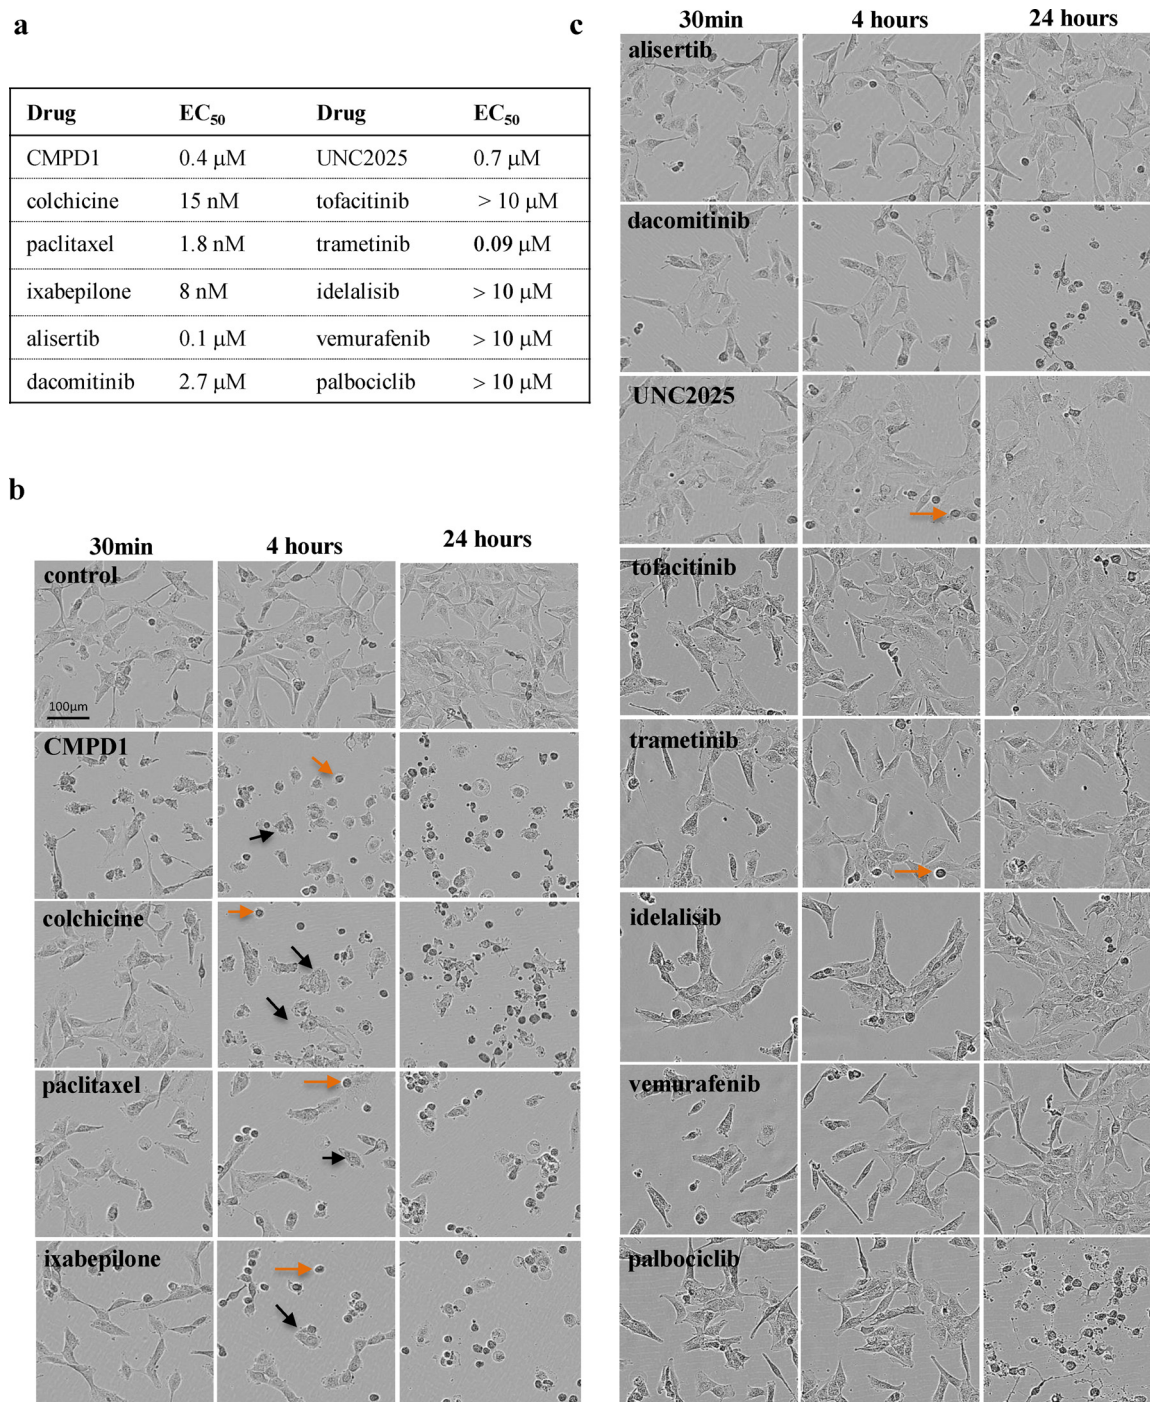 a
Drug EC50 Drug EC50
CMPD1 0.4 μM UNC2025 0.7 μM
colchicine 15 nM tofacitinib > 10 μM
paclitaxel 1.8 nM trametinib 0.09 μM
ixabepilone 8 nM idelalisib > 10 μM
alisertib 0.1 μM vemurafenib > 10 μM
dacomitinib 2.7 μM palbociclib > 10 μM
b
30min 4 hours 24 hours
control
100μm
CMPD1
colchicine
paclitaxel
ixabepilone
c
30min 4 hours 24 hours
alisertib
dacomitinib
UNC2025
tofacitinib
trametinib
idelalisib
vemurafenib
palbociclib